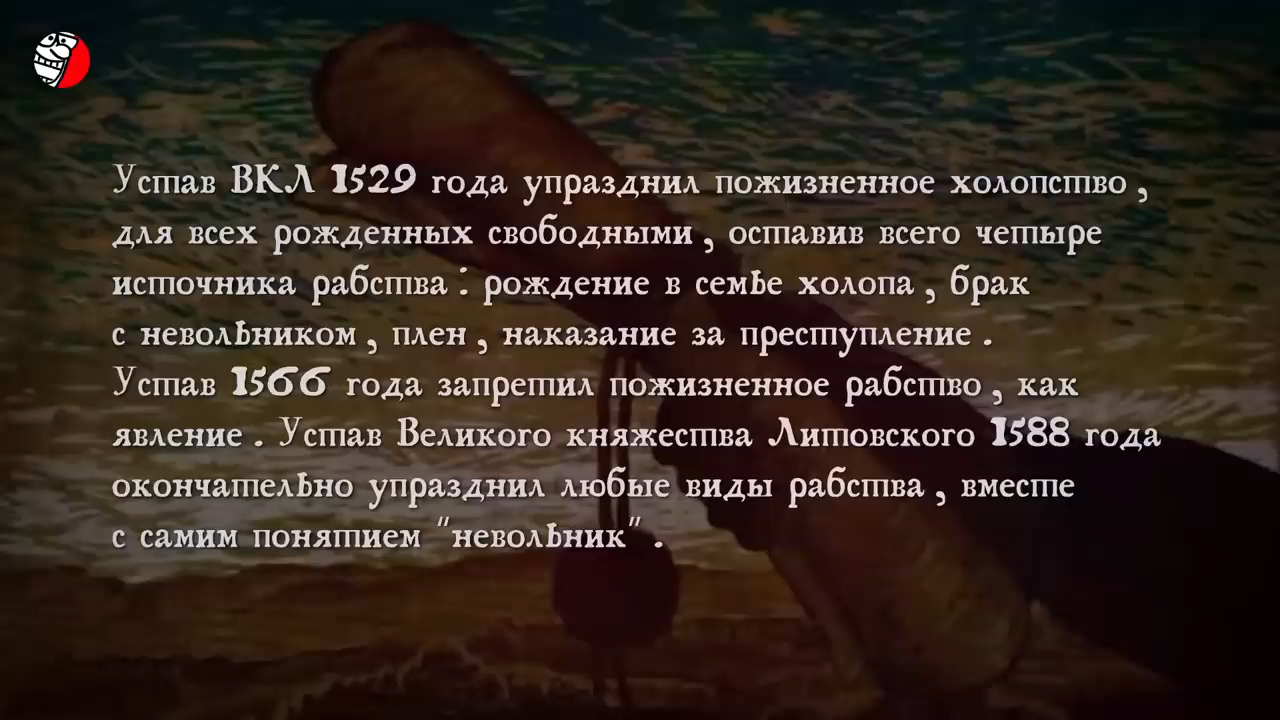 Устав ВКЛ 1529 года упразднил пожизненное холопство,
для всех рожденных свободными, оставив всего четыре
источника рабства: рождение в семье холопа, брак
с невольником, плен, наказание за преступление.
Устав 1566 года запретил пожизненное рабство, как
явление. Устав Великого княжества Литовского 1588 года
окончательно упразднил любые виды рабства, вместе
с самим понятием "невольник".